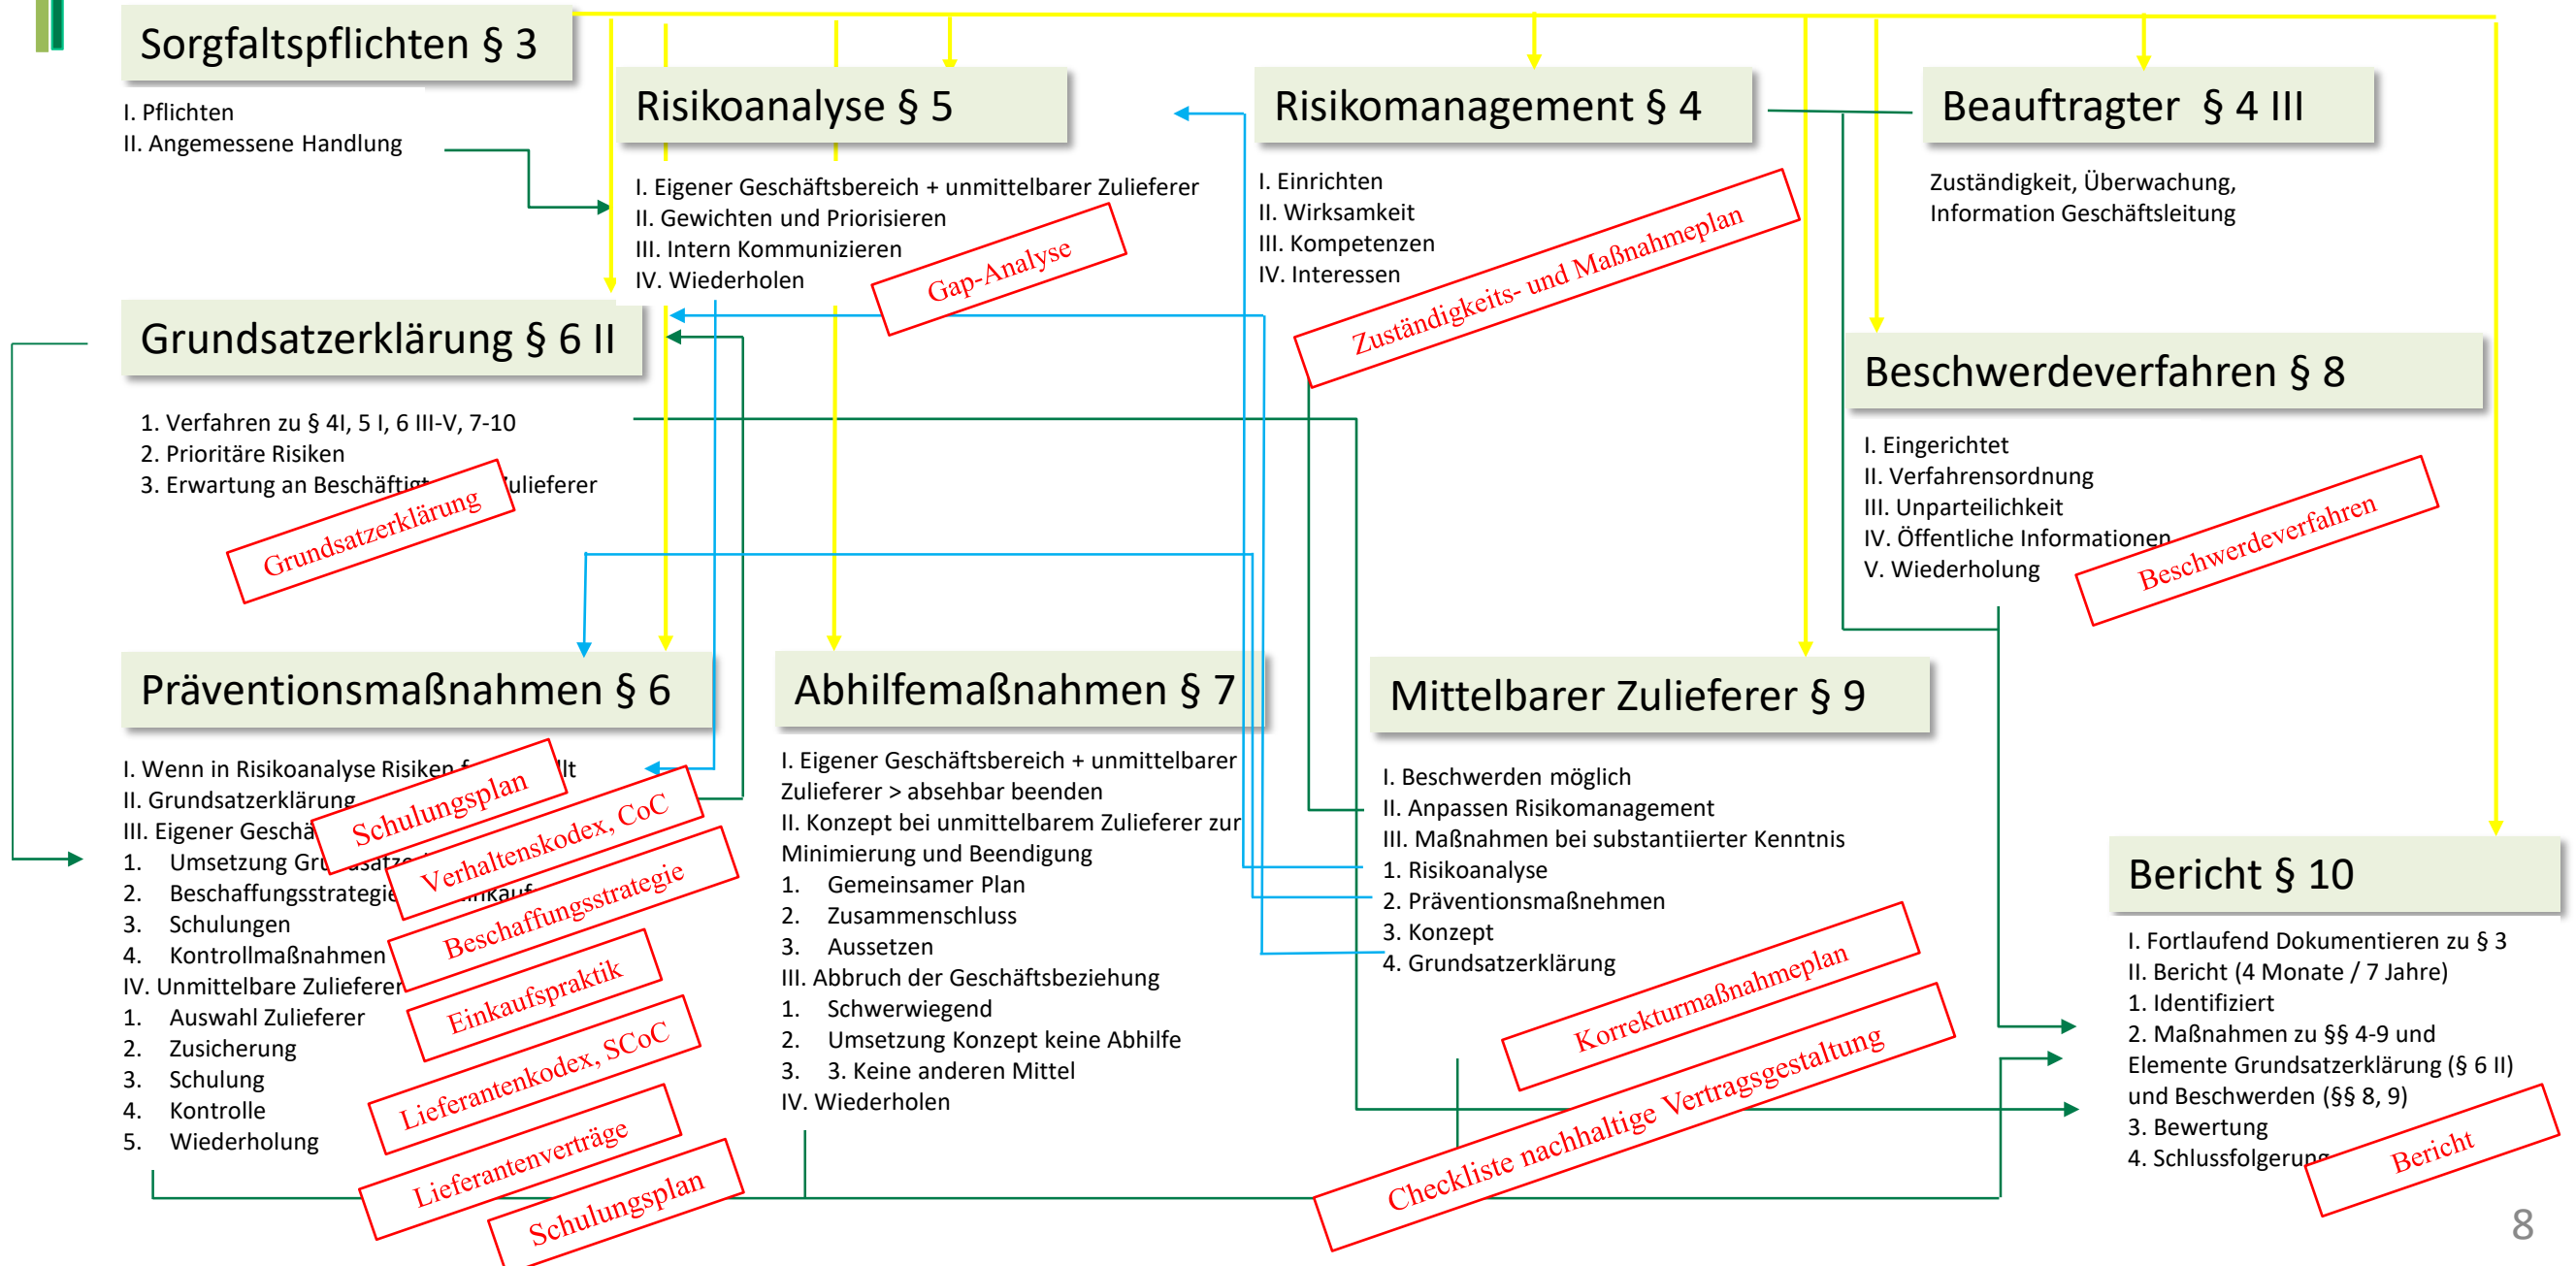 Sorgfaltspflichten § 3
I. Pflichten
II. Angemessene Handlung
Risikoanalyse § 5
I. Eigener Geschäftsbereich + unmittelbarer Zulieferer
II. Gewichten und Priorisieren
III. Intern Kommunizieren
IV. Wiederholen
Gap-Analyse
Risikomanagement § 4
I. Einrichten
II. Wirksamkeit
III. Kompetenzen
IV. Interessen
Zuständigkeits- und Maßnahmeplan
Beauftragter § 4 III
Zuständigkeit, Überwachung,
Information Geschäftsleitung
Grundsatzerklärung § 6 II
1. Verfahren zu § 4I, 5 I, 6 III-V, 7-10
2. Prioritäre Risiken
3. Erwartung an Beschäftigt ulieferer
Grundsatzerklärung
Beschwerdeverfahren § 8
I. Eingerichtet
II. Verfahrensordnung
III. Unparteilichkeit
IV. Öffentliche Informationen
V. Wiederholung
Beschwerdeverfahren
Präventionsmaßnahmen § 6
I. Wenn in Risikoanalyse Risiken
II. Grundsatzerklärung
III. Eigener Geschä
1. Umsetzung
2. Beschaffungsstrategie
3. Schulungen
4. Kontrollmaßnahmen
IV. Unmittelbare Zulieferer
1. Auswahl Zulieferer
2. Zusicherung
3. Schulung
4. Kontrolle
5. Wiederholung
Schulungsplan
Verhaltenskodex, CoC
Beschaffungsstrategie
Einkaufspraktik
Lieferantenkodex, SCoC
Lieferantenverträge
Schulungsplan
Abhilfemaßnahmen § 7
I. Eigener Geschäftsbereich + unmittelbarer
Zulieferer > absehbar beenden
II. Konzept bei unmittelbarem Zulieferer zur
Minimierung und Beendigung
1. Gemeinsamer Plan
2. Zusammenschluss
3. Aussetzen
III. Abbruch der Geschäftsbeziehung
1. Schwerwiegend
2. Umsetzung Konzept keine Abhilfe
3. 3. Keine anderen Mittel
IV. Wiederholen
Mittelbarer Zulieferer § 9
I. Beschwerden möglich
II. Anpassen Risikomanagement
III. Maßnahmen bei substantiierter Kenntnis
1. Risikoanalyse
2. Präventionsmaßnehmen
3. Konzept
4. Grundsatzerklärung
Korrekturmaßnahmeplan
Checkliste nachhaltige Vertragsgestaltung
Bericht § 10
I. Fortlaufend Dokumentieren zu § 3
II. Bericht (4 Monate / 7 Jahre)
1. Identifiziert
2. Maßnahmen zu §§ 4-9 und
Elemente Grundsatzerklärung (§ 6 II)
und Beschwerden (§§ 8, 9)
3. Bewertung
4. Schlussfolgerung
Bericht
8